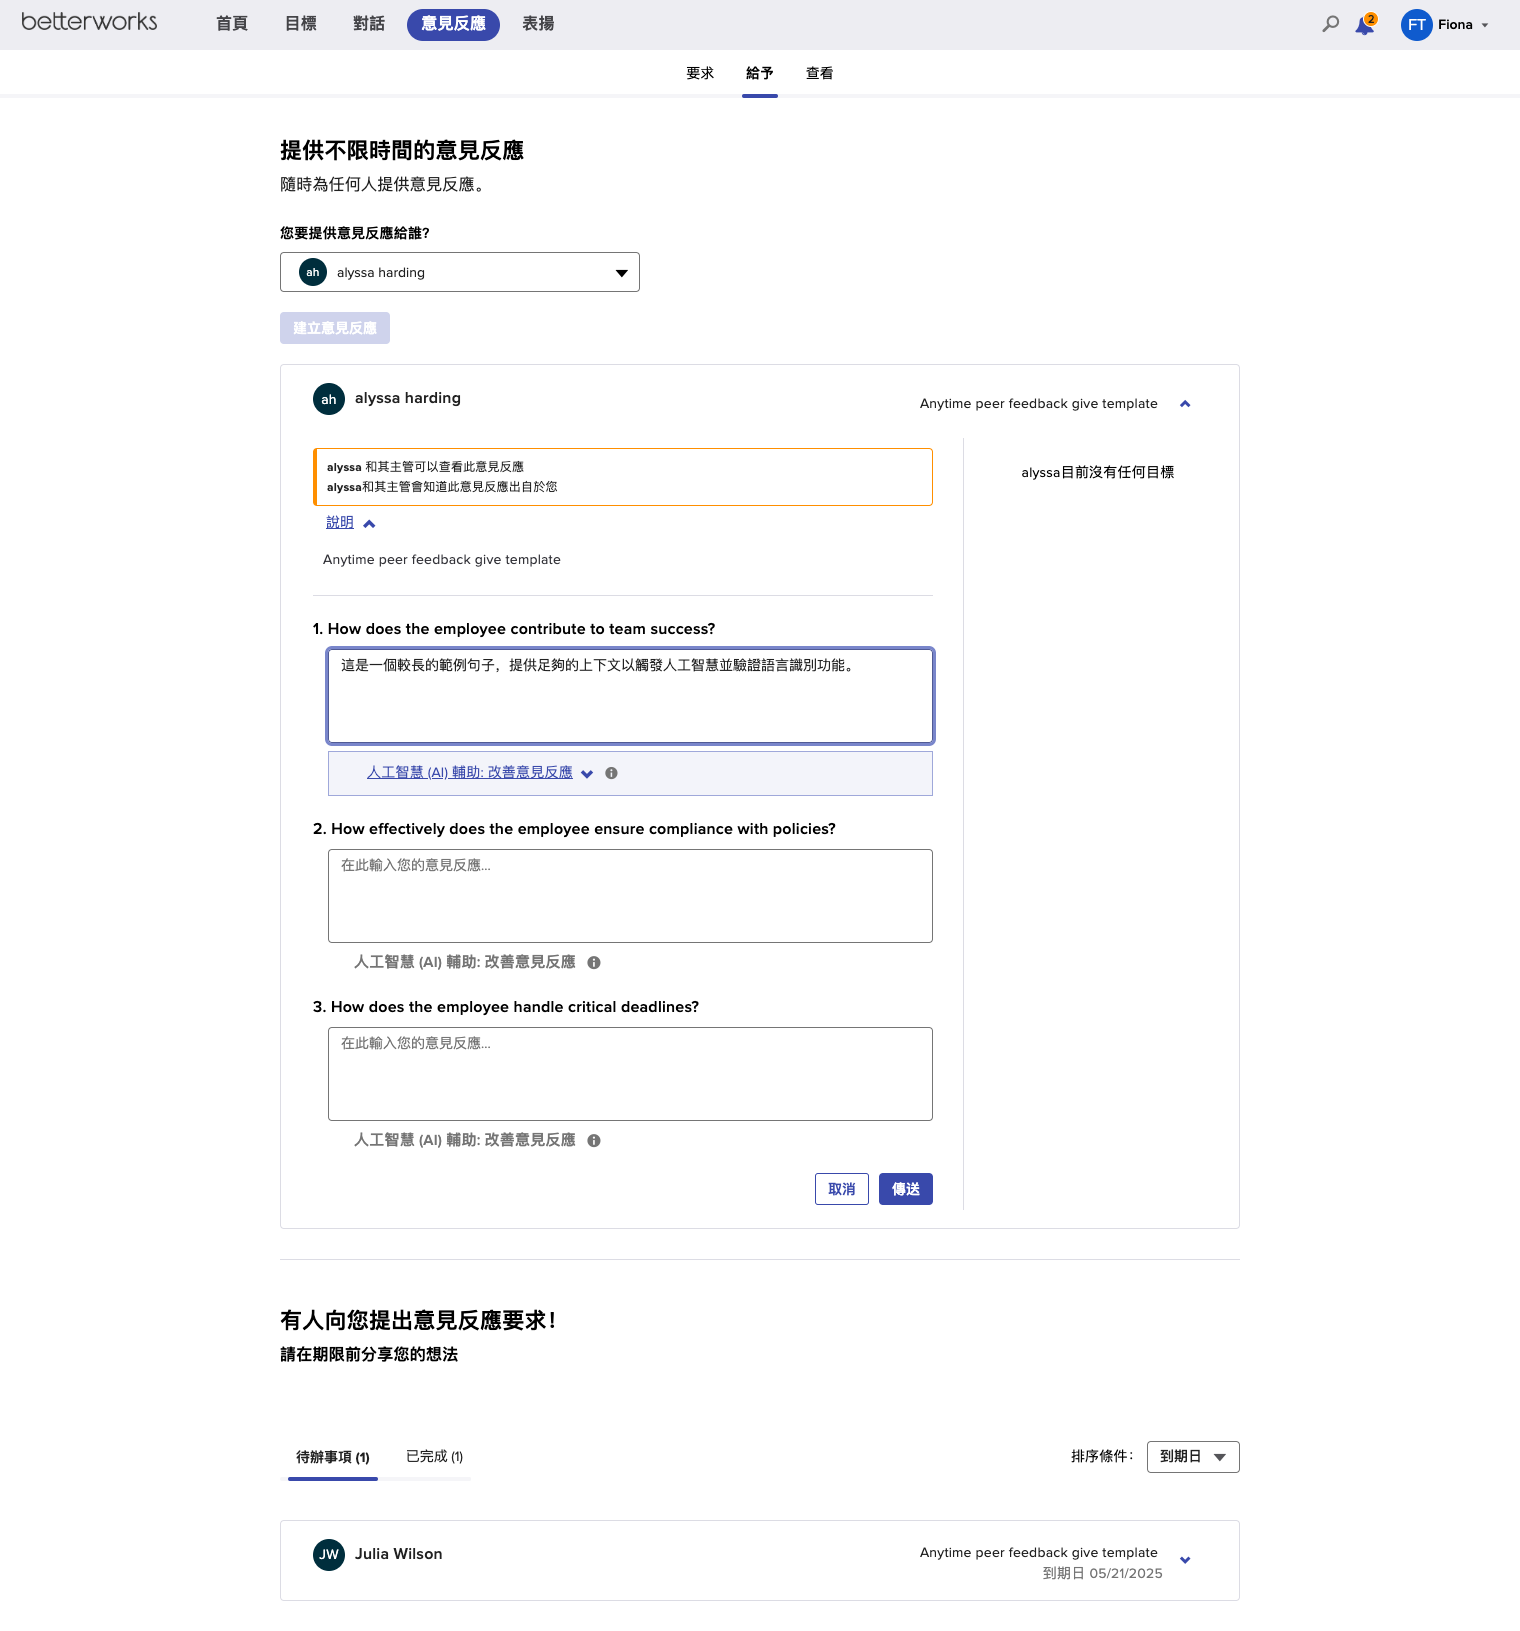 betterworks
首頁 目標 對話 意見反應 表揚
2
FT Fiona
要求 給予 查看
提供不限時間的意見反應
隨時為任何人提供意見反應。
您要提供意見反應給誰?
ah alyssa harding
建立意見反應
ah alyssa harding
Anytime peer feedback give template
alyssa 和其主管可以查看此意見反應
alyssa和其主管會知道此意見反應出自於您
alyssa目前沒有任何目標
說明
Anytime peer feedback give template
1. How does the employee contribute to team success?
這是一個較長的範例句子，提供足夠的上下文以觸發人工智慧並驗證語言識別功能。
人工智慧 (AI) 輔助: 改善意見反應
2. How effectively does the employee ensure compliance with policies?
在此輸入您的意見反應...
人工智慧 (AI) 輔助: 改善意見反應
3. How does the employee handle critical deadlines?
在此輸入您的意見反應...
人工智慧 (AI) 輔助: 改善意見反應
取消 傳送
有人向您提出意見反應要求！
請在期限前分享您的想法
待辦事項 (1) 已完成 (1)
排序條件： 到期日
JW Julia Wilson
Anytime peer feedback give template
到期日 05/21/2025